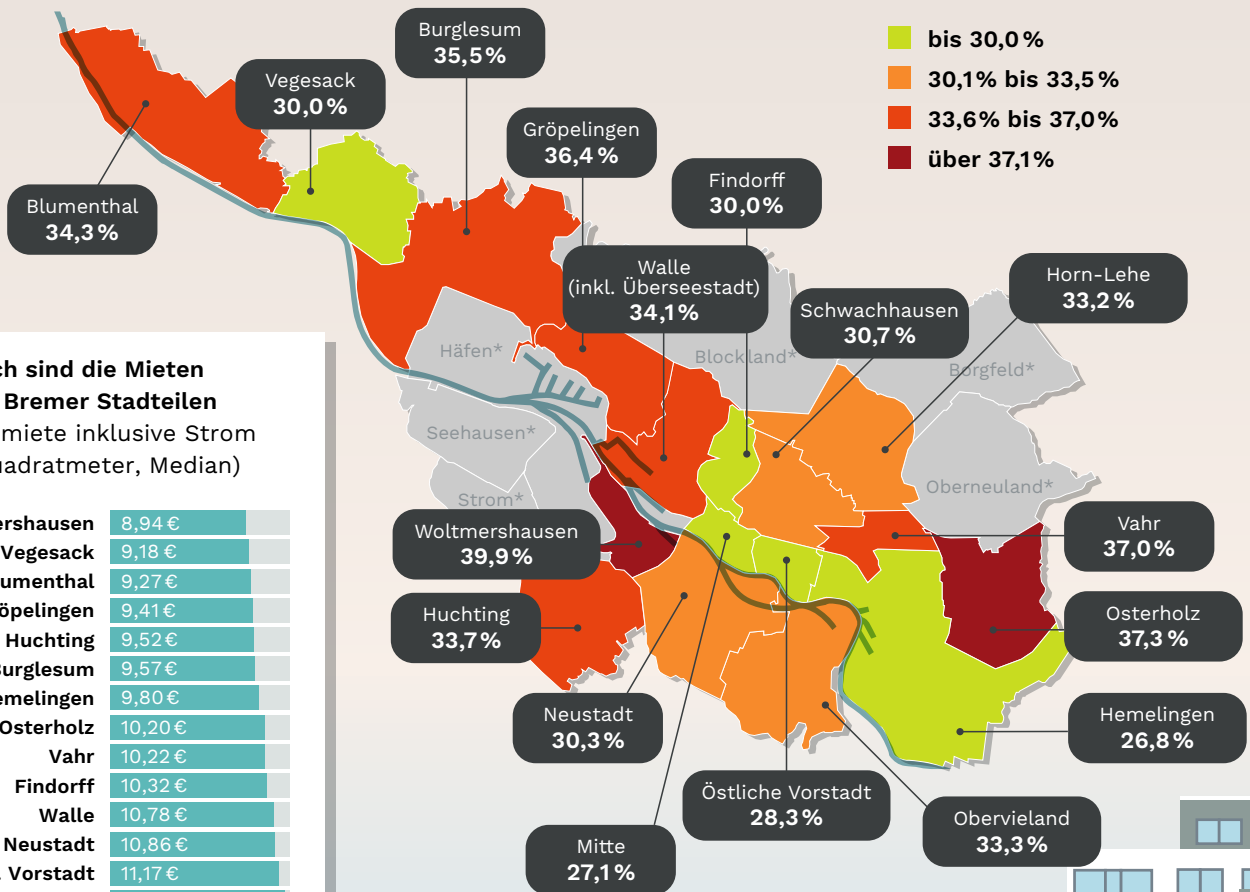 bis 30,0 %
30,1% bis 33,5%
33,6% bis 37,0%
über 37,1%
Burglesum
35,5%
Vegesack
30,0%
Gröpelingen
36,4%
Findorff
30,0%
Blumenthal
34,3%
Walle
(inkl. Überseestadt)
34,1%
Horn-Lehe
33,2%
Schwachhausen
30,7%
Häfen*
Blockland*
Borgfeld*
Seehausen*
Oberneuland*
Strom*
Woltmershausen
39,9%
Vahr
37,0%
Huchting
33,7%
Osterholz
37,3%
Neustadt
30,3%
Hemelingen
26,8%
Östliche Vorstadt
28,3%
Obervieland
33,3%
Mitte
27,1%
ch sind die Mieten
Bremer Stadtteilen
miete inklusive Strom
uadratmeter, Median)
ershausen 8,94 €
Vegesack 9,18 €
umenthal 9,27 €
öpelingen 9,41 €
Huchting 9,52 €
Burglesum 9,57 €
emelingen 9,80 €
Osterholz 10,20 €
Vahr 10,22 €
Findorff 10,32 €
Walle 10,78 €
Neustadt 10,86 €
. Vorstadt 11,17 €